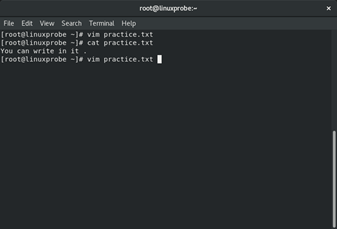 root@linuxprobe:~
File Edit View Search Terminal Help
[root@linuxprobe ~]# vim practice.txt
[root@linuxprobe ~]# cat practice.txt
You can write in it .
[root@linuxprobe ~]# vim practice.txt